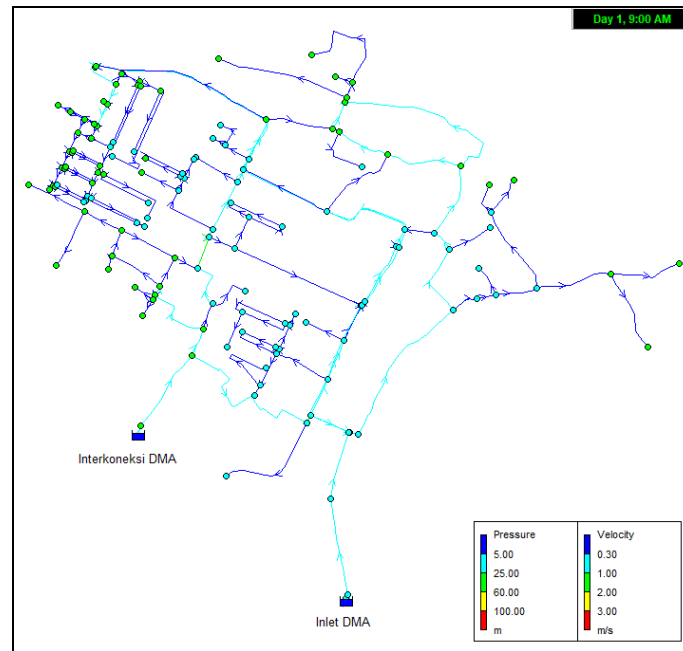 Day 1, 9:00 AM
Interkoneksi DMA
Inlet DMA
Pressure
5.00
25.00
60.00
100.00
m
Velocity
0.30
1.00
2.00
3.00
m/s